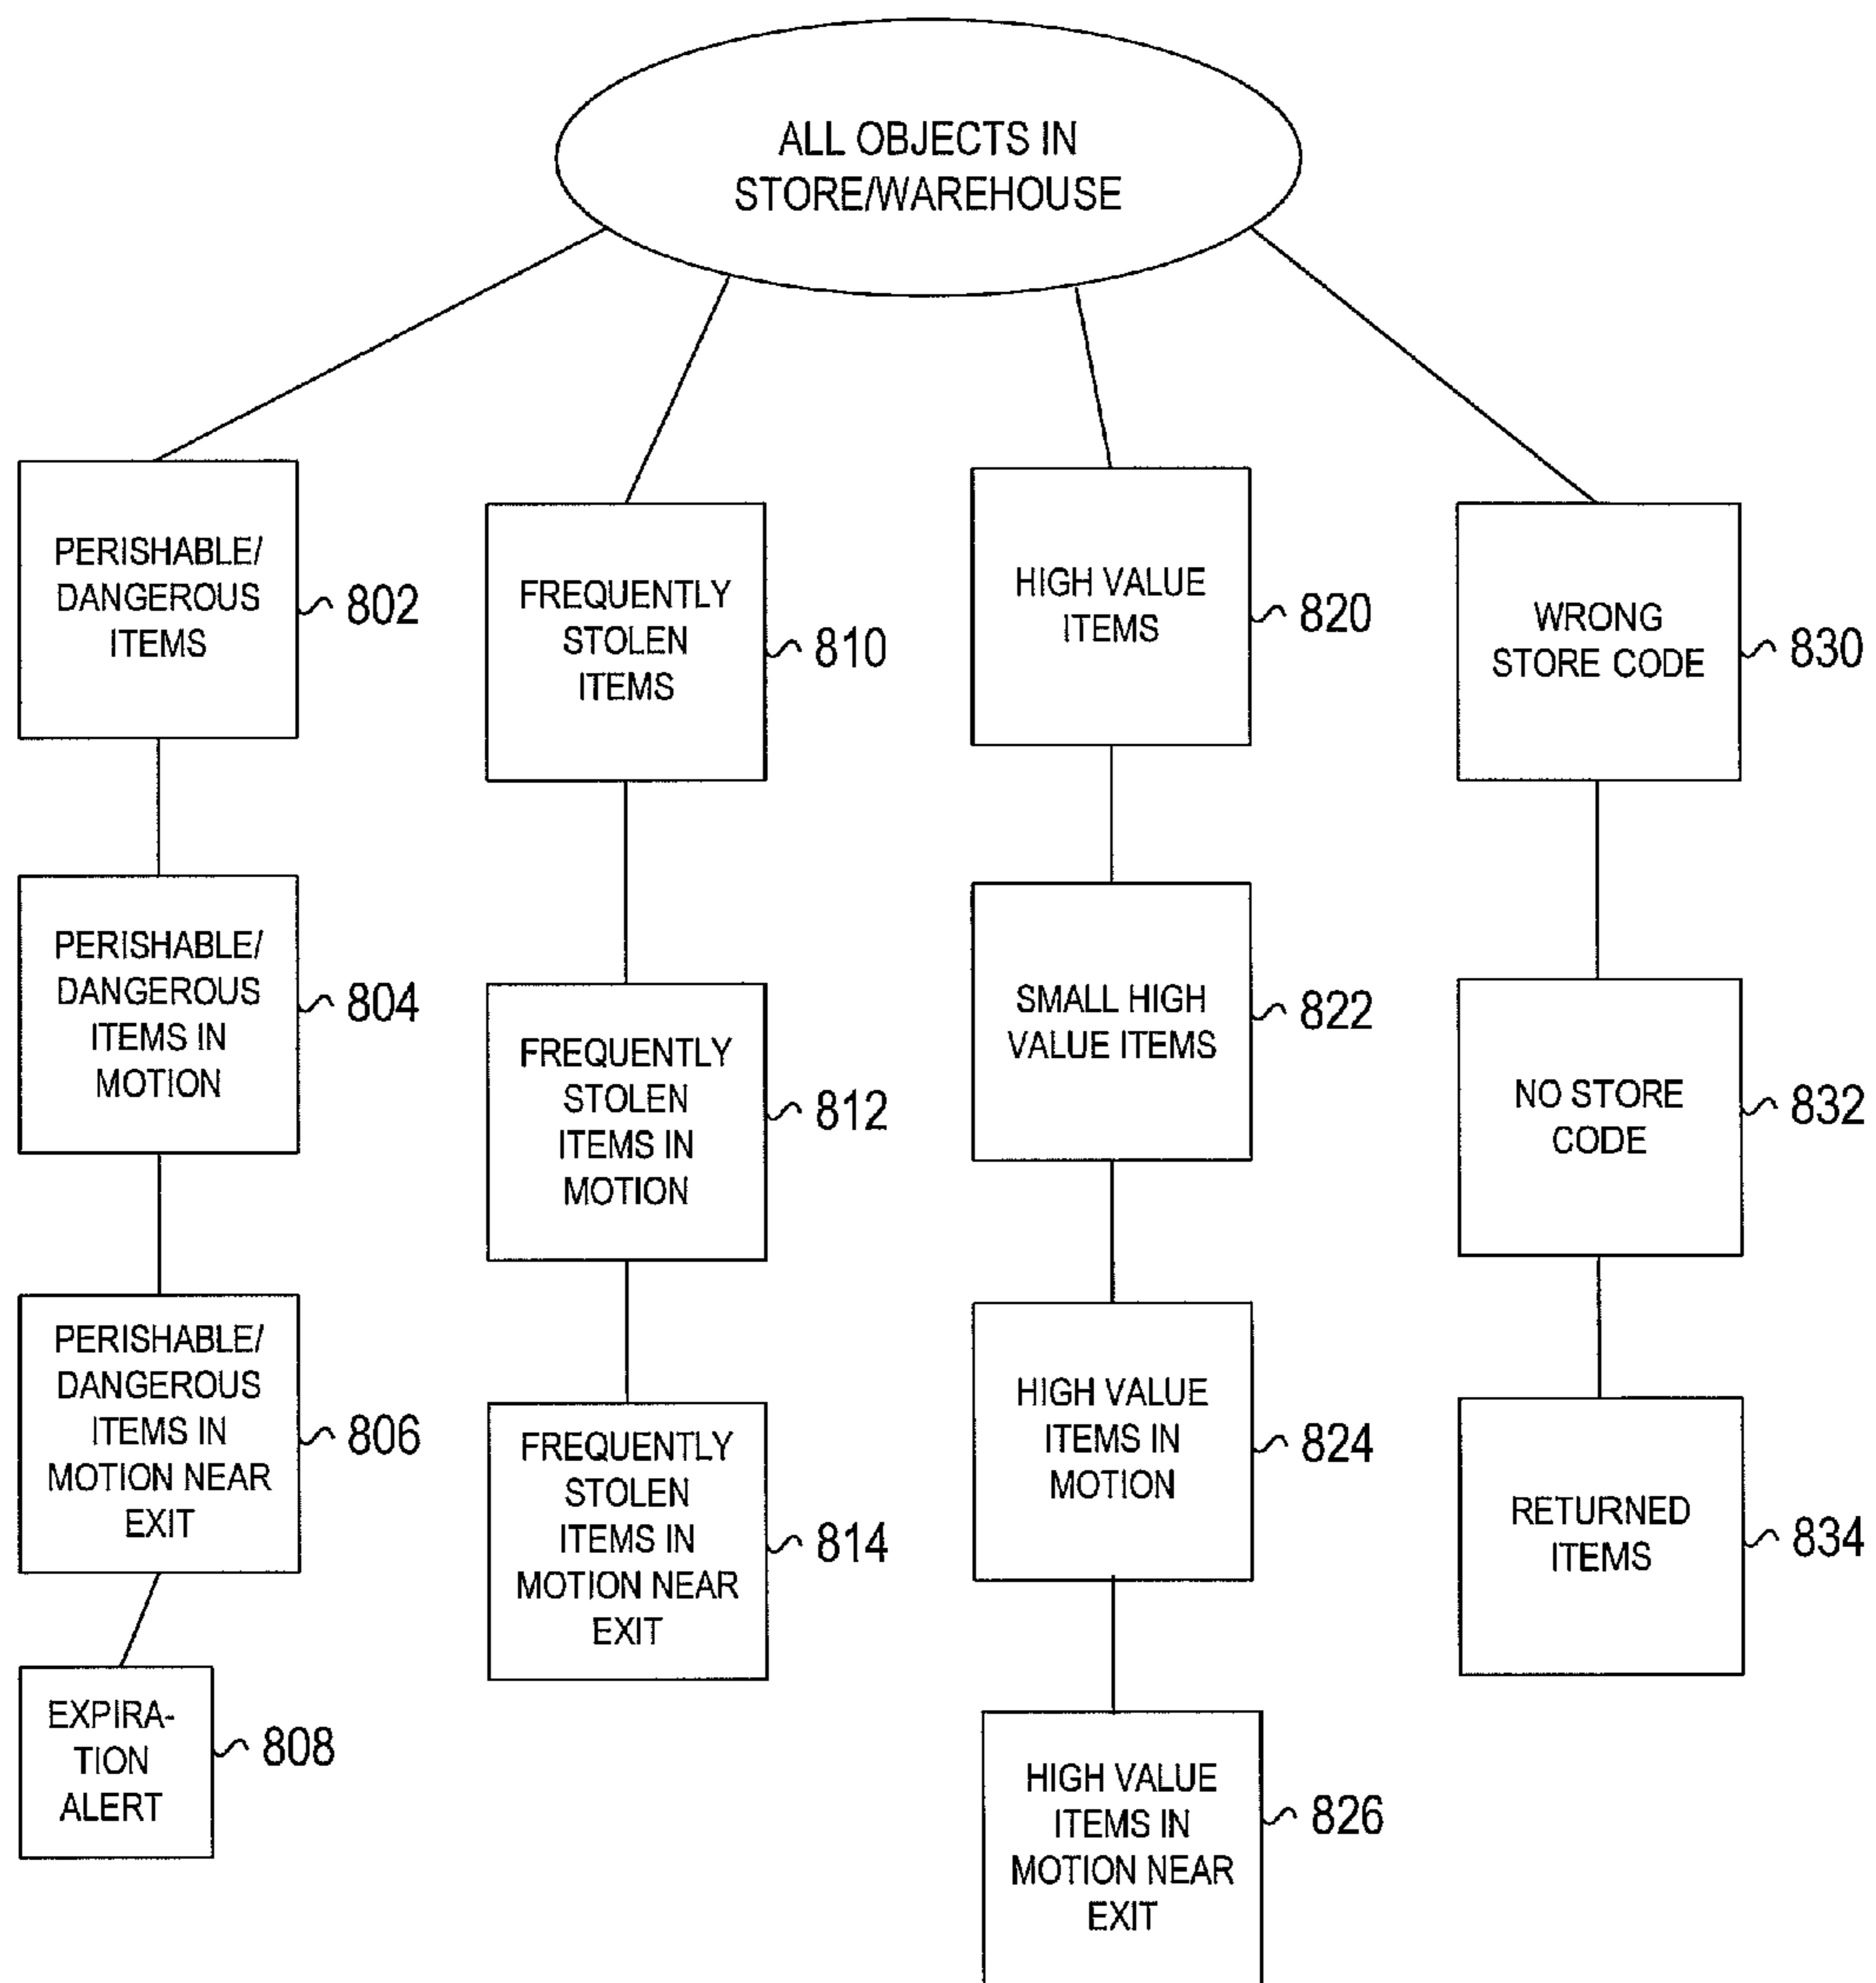 ALL OBJECTS IN
STORE/WAREHOUSE
PERISHABLE/
DANGEROUS
ITEMS
802
PERISHABLE/
DANGEROUS
ITEMS IN
MOTION
804
PERISHABLE/
DANGEROUS
ITEMS IN
MOTION NEAR
EXIT
806
EXPIRA-
TION
ALERT
808
FREQUENTLY
STOLEN
ITEMS
810
FREQUENTLY
STOLEN
ITEMS IN
MOTION
812
FREQUENTLY
STOLEN
ITEMS IN
MOTION NEAR
EXIT
814
HIGH VALUE
ITEMS
820
SMALL HIGH
VALUE ITEMS
822
HIGH VALUE
ITEMS IN
MOTION
824
HIGH VALUE
ITEMS IN
MOTION NEAR
EXIT
826
WRONG
STORE CODE
830
NO STORE
CODE
832
RETURNED
ITEMS
834